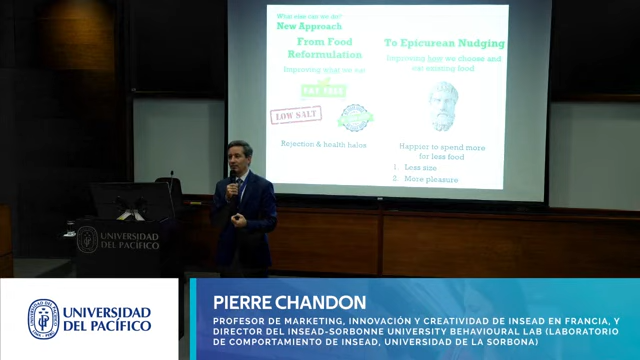 What else can we do?
New Approach
From Food
Reformulation
Improving what we eat
FAT FREE
LOW SALT
Rejection & health halos
To Epicurean Nudging
Improving how we choose and
eat existing food
Happier to spend more
for less food
1. Less size
2. More pleasure
UNIVERSIDAD
DEL PACÍFICO
UNIVERSIDAD
DEL PACÍFICO
PIERRE CHANDON
PROFESOR DE MARKETING, INNOVACIÓN Y CREATIVIDAD DE INSEAD EN FRANCIA, Y
DIRECTOR DEL INSEAD-SORBONNE UNIVERSITY BEHAVIOURAL LAB (LABORATORIO
DE COMPORTAMIENTO DE INSEAD, UNIVERSIDAD DE LA SORBONA)